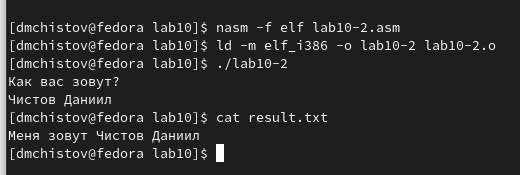 [dmchistov@fedora lab10]$ nasm -f elf lab10-2.asm
[dmchistov@fedora lab10]$ ld -m elf_i386 -o lab10-2 lab10-2.o
[dmchistov@fedora lab10]$ ./lab10-2
Как вас зовут?
Чистов Даниил
[dmchistov@fedora lab10]$ cat result.txt
Меня зовут Чистов Даниил
[dmchistov@fedora lab10]$